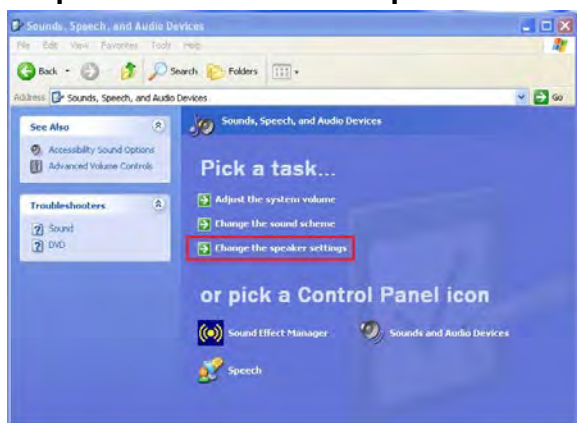 Sounds, Speech, and Audio Devices
File Edit View Favorites Tools Help
Back Search Folders
Address Sounds, Speech, and Audio Devices Go
See Also
Accessibility Sound Options
Advanced Volume Controls
Troubleshooters
Sound
DVD
Sounds, Speech, and Audio Devices
Pick a task...
Adjust the system volume
Change the sound scheme
Change the speaker settings
or pick a Control Panel icon
Sound Effect Manager Sounds and Audio Devices
Speech